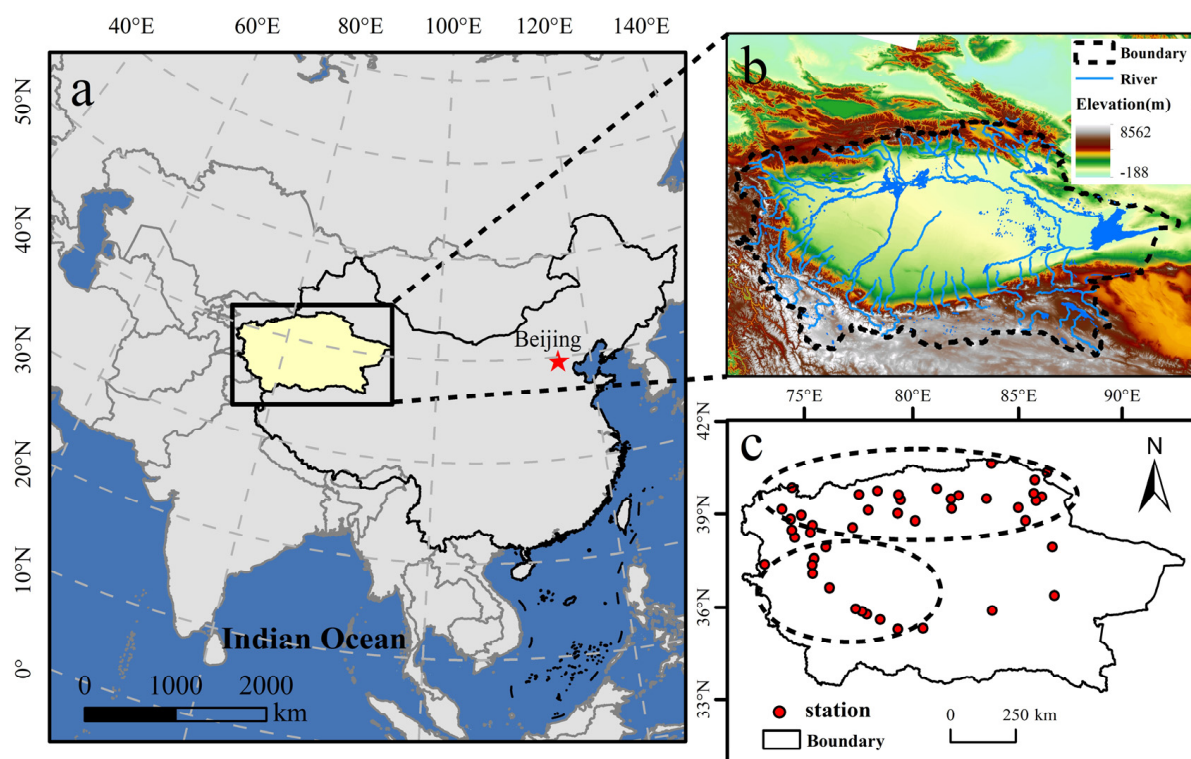 40°E 60°E 80°E 100°E 120°E 140°E
a
50°N
40°N
30°N
20°N
10°N
0°
Beijing
Indian Ocean
0 1000 2000
km
b
Boundary
River
Elevation(m)
8562
-188
75°E 80°E 85°E 90°E
42°N
39°N
36°N
33°N
c
N
station
0 250 km
Boundary